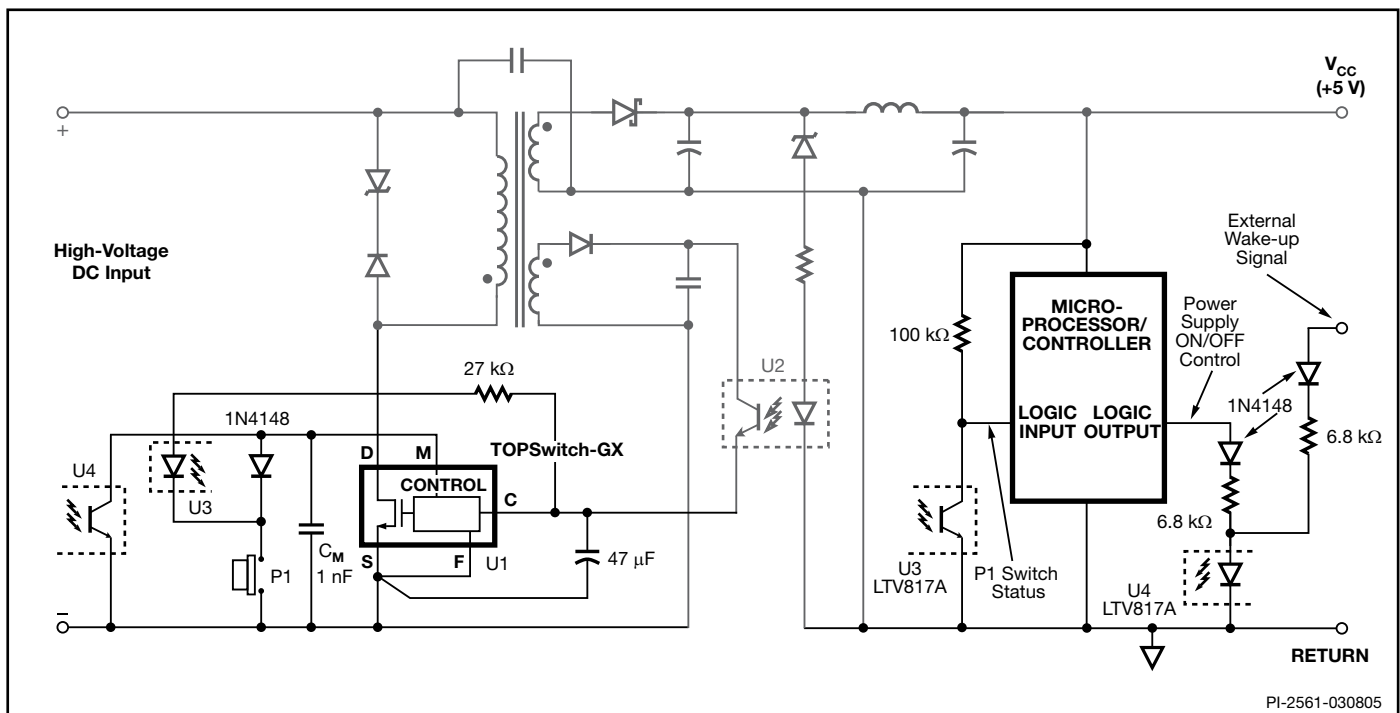 V_CC
(+5 V)
+
High-Voltage
DC Input
External
Wake-up
Signal
MICRO-
PROCESSOR/
CONTROLLER
Power
Supply
ON/OFF
Control
100 kΩ
27 kΩ
U2
1N4148
1N4148
LOGIC
INPUT
LOGIC
OUTPUT
6.8 kΩ
TOPSwitch-GX
D
M
CONTROL
C
U4
U3
6.8 kΩ
S
F
U1
47 µF
C_M
1 nF
P1
U3
LTV817A
P1 Switch
Status
U4
LTV817A
–
RETURN
PI-2561-030805